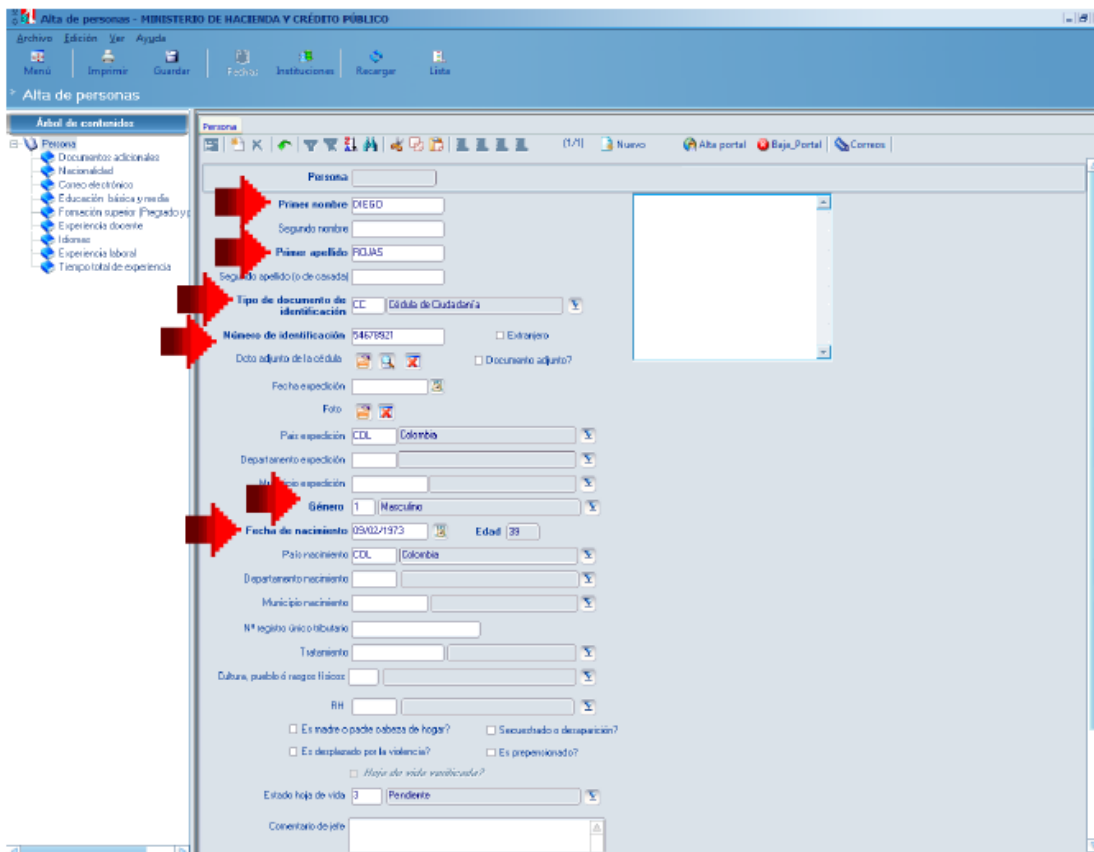 Alta de personas - MINISTERIO DE HACIENDA Y CRÉDITO PÚBLICO
Archivo Edición Ver Ayuda
Menú Imprimir Guardar Fechas Instituciones Recargar Lista
Alta de personas
Árbol de contenidos
Persona
Documentos adicionales
Nacionalidad
Correo electrónico
Educación básica y media
Formación superior (Pregrado y p
Experiencia docente
Idiomas
Experiencia laboral
Tiempo total de experiencia
Persona
(1/1) Nuevo Alta portal Baja_Portal Correos
Persona
Primer nombre DIEGO
Segundo nombre
Primer apellido ROJAS
Segundo apellido (o de casada)
Tipo de documento de identificación CC Cédula de Ciudadanía
Número de identificación 54678921 Extranjero
Dcto adjunto de la cédula Documento adjunto?
Fecha expedición
Foto
País expedición COL Colombia
Departamento expedición
Municipio expedición
Género 1 Masculino
Fecha de nacimiento 09/02/1973 Edad 39
País nacimiento COL Colombia
Departamento nacimiento
Municipio nacimiento
Nº registro único tributario
Tratamiento
Cultura, pueblo ó rasgos físicos
RH
Es madre o padre cabeza de hogar? Secuestrado o desaparición?
Es desplazado por la violencia? Es prepensionado?
Hoja de vida verificada?
Estado hoja de vida 3 Pendiente
Comentario de jefe